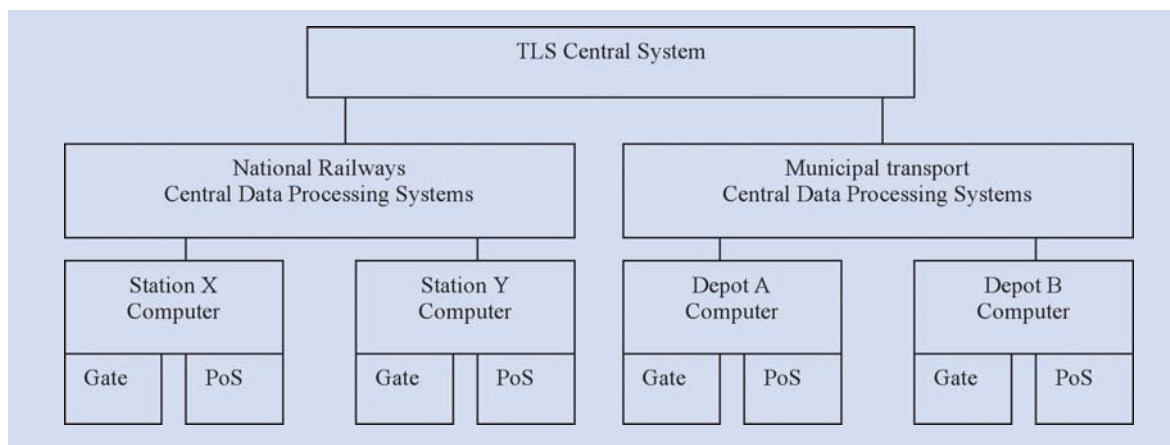 TLS Central System
National Railways
Central Data Processing Systems
Municipal transport
Central Data Processing Systems
Station X
Computer
Station Y
Computer
Depot A
Computer
Depot B
Computer
Gate
PoS
Gate
PoS
Gate
PoS
Gate
PoS